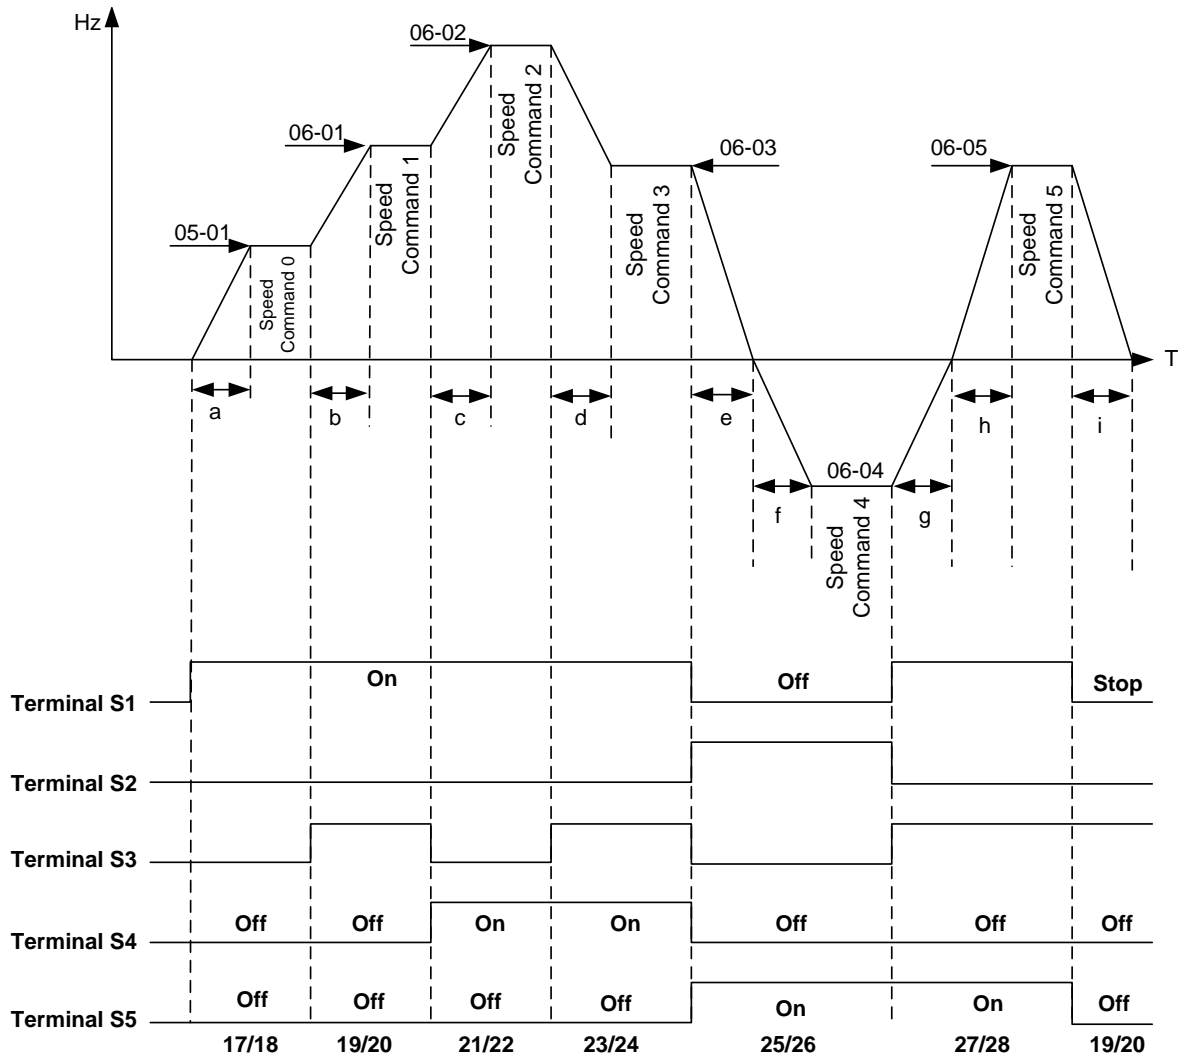 Hz
06-02
06-01
06-03
06-05
05-01
Speed
Command 0
Speed
Command 1
Speed
Command 2
Speed
Command 3
Speed
Command 5
T
a
b
c
d
e
h
i
06-04
f
g
Speed
Command 4
On
Off
Stop
Terminal S1
Terminal S2
Terminal S3
Off
Off
On
On
Off
Off
Off
Terminal S4
Off
Off
Off
Off
On
On
Off
Terminal S5
17/18
19/20
21/22
23/24
25/26
27/28
19/20